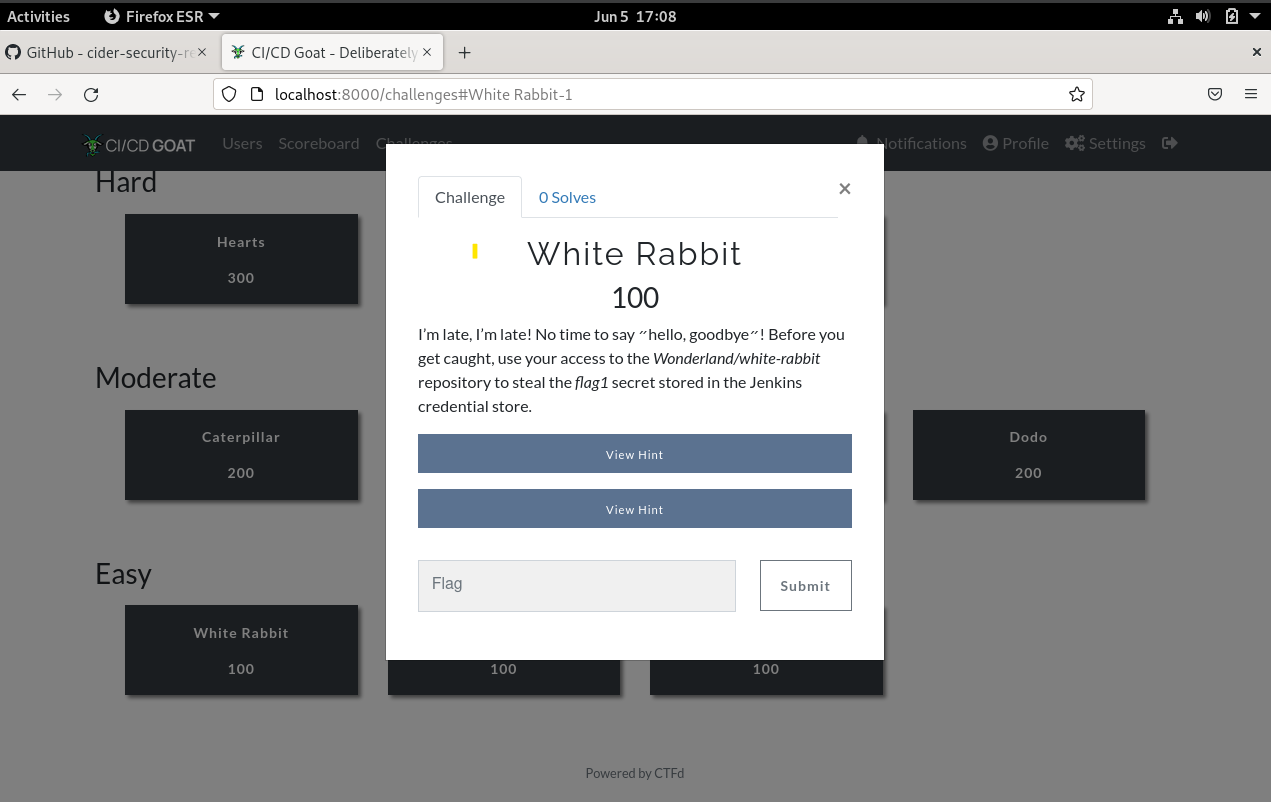 Activities Firefox ESR Jun 5 17:08
GitHub - cider-security-re CI/CD Goat - Deliberately
localhost:8000/challenges#White Rabbit-1
CI/CD GOAT Users Scoreboard Challenges Notifications Profile Settings
Hard
Hearts
300
Challenge 0 Solves ×
White Rabbit
100
I’m late, I’m late! No time to say ״hello, goodbye״! Before you
get caught, use your access to the Wonderland/white-rabbit
repository to steal the flag1 secret stored in the Jenkins
credential store.
View Hint
View Hint
Flag Submit
Moderate
Caterpillar
200
Dodo
200
Easy
White Rabbit
100
100
100
Powered by CTFd